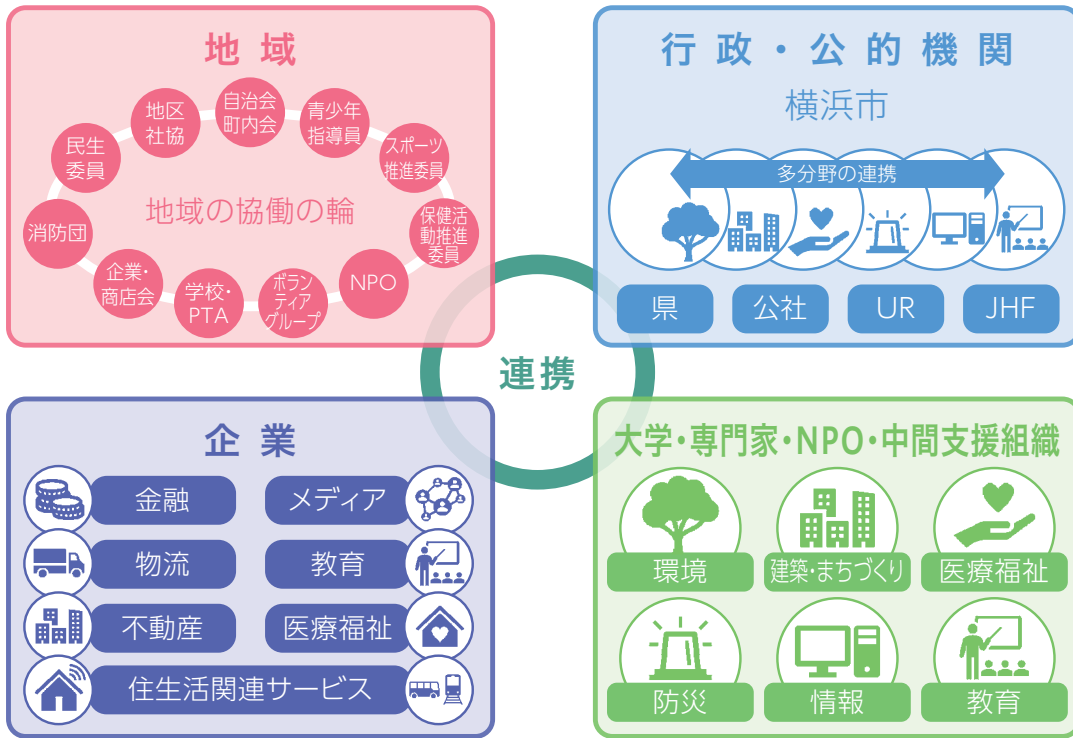 地域
自治会
町内会
青少年
指導員
スポーツ
推進委員
保健活
動推進
委員
NPO
ボラン
ティア
グループ
学校・
PTA
企業・
商店会
消防団
民生
委員
地区
社協
地域の協働の輪
行政・公的機関
横浜市
多分野の連携
県
公社
UR
JHF
連携
企業
金融
メディア
物流
教育
不動産
医療福祉
住生活関連サービス
大学・専門家・NPO・中間支援組織
環境
建築・まちづくり
医療福祉
防災
情報
教育